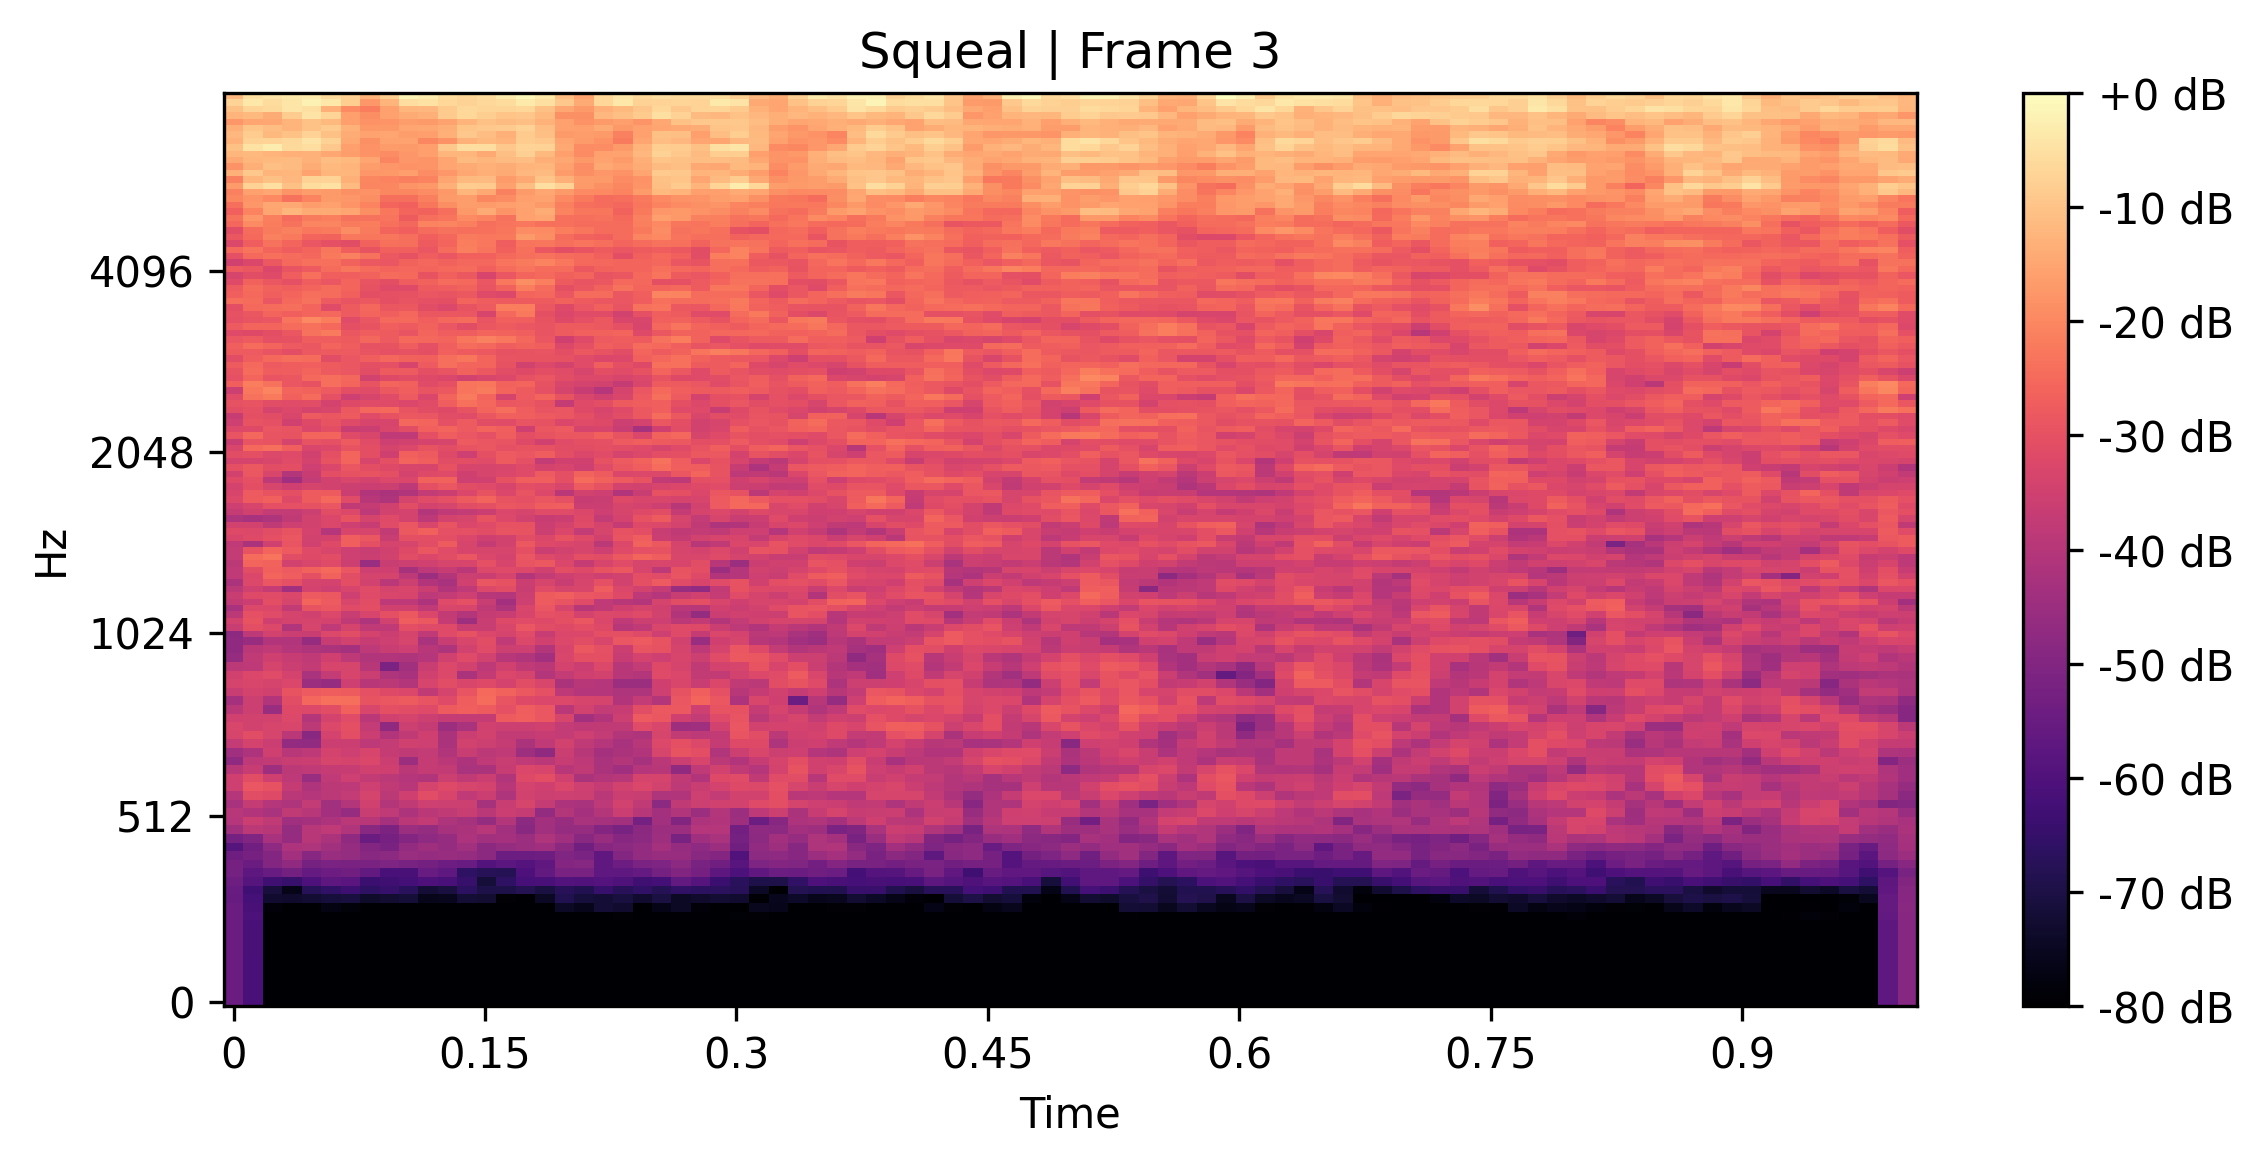 Squeal | Frame 3
Hz
4096
2048
1024
512
0
0 0.15 0.3 0.45 0.6 0.75 0.9
Time
+0 dB
-10 dB
-20 dB
-30 dB
-40 dB
-50 dB
-60 dB
-70 dB
-80 dB